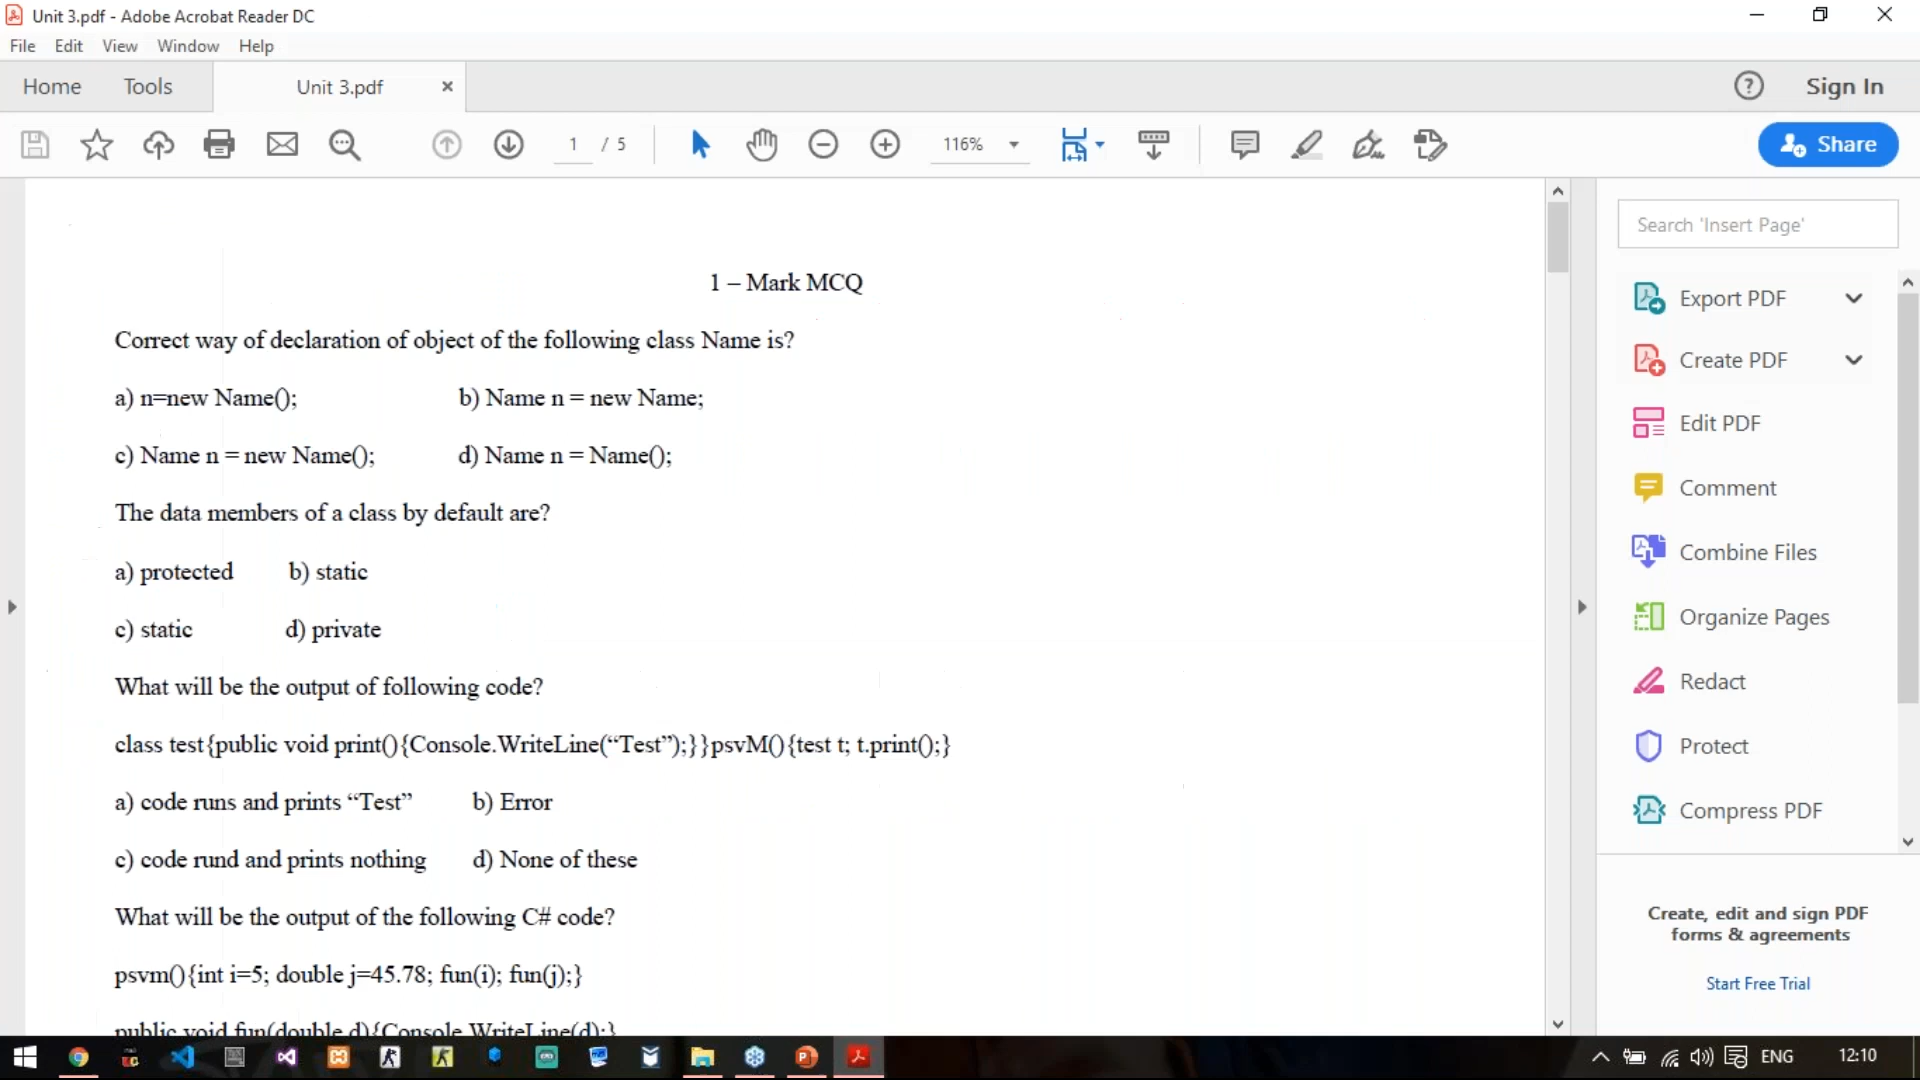 Unit 3.pdf - Adobe Acrobat Reader DC
File Edit View Window Help
Home Tools Unit 3.pdf × Sign In
1 / 5 116% Share
Search 'Insert Page'
1 – Mark MCQ
Correct way of declaration of object of the following class Name is?
a) n=new Name(); b) Name n = new Name;
c) Name n = new Name(); d) Name n = Name();
The data members of a class by default are?
a) protected b) static
c) static d) private
What will be the output of following code?
class test{public void print(){Console.WriteLine(“Test”);}}psvM(){test t; t.print();}
a) code runs and prints “Test” b) Error
c) code rund and prints nothing d) None of these
What will be the output of the following C# code?
psvm(){int i=5; double j=45.78; fun(i); fun(j);}
public void fun(double d){Console.WriteLine(d);}
Export PDF
Create PDF
Edit PDF
Comment
Combine Files
Organize Pages
Redact
Protect
Compress PDF
Create, edit and sign PDF
forms & agreements
Start Free Trial
ENG 12:10